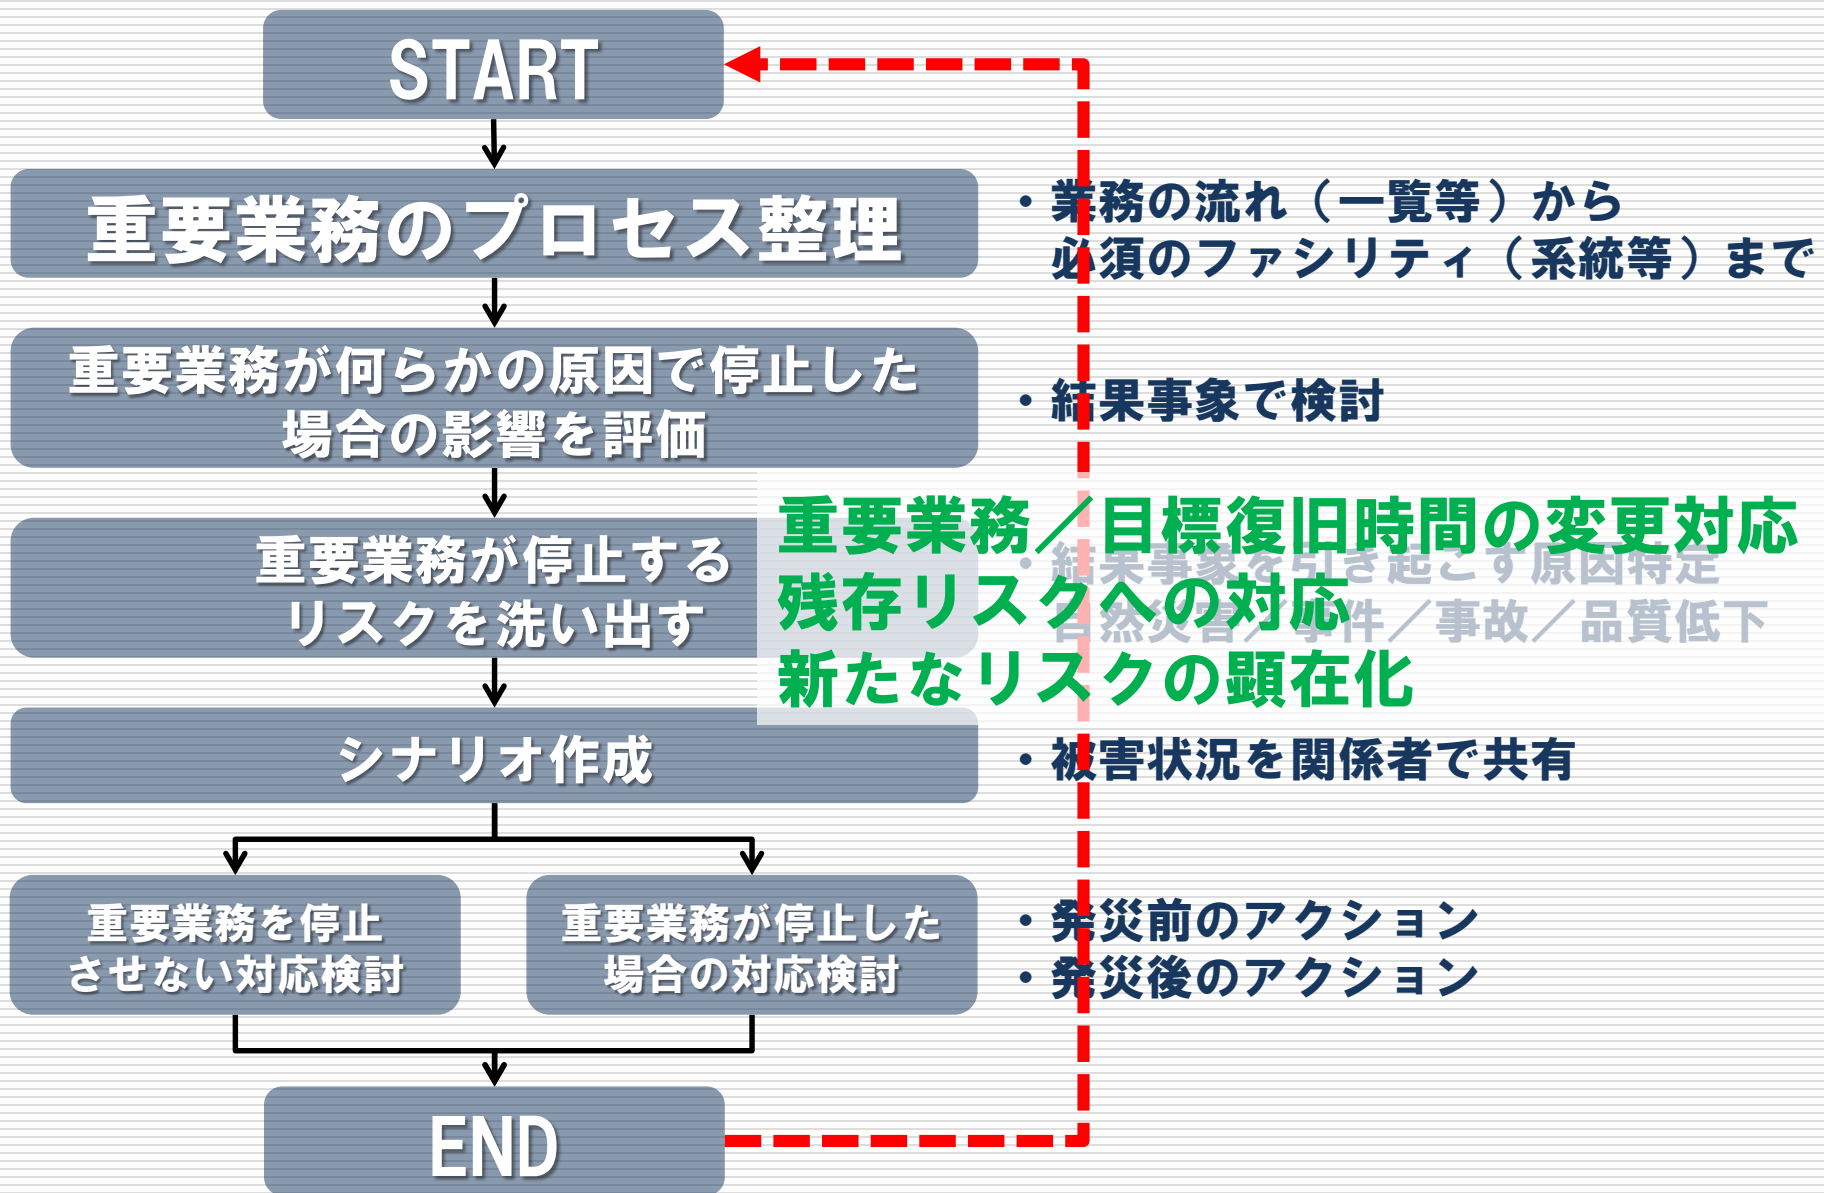 START
重要業務のプロセス整理
・業務の流れ（一覧等）から
必須のファシリティ（系統等）まで
重要業務が何らかの原因で停止した
場合の影響を評価
・結果事象で検討
重要業務が停止する
リスクを洗い出す
・結果事象を引き起こす原因特定
自然災害／事件／事故／品質低下
重要業務／目標復旧時間の変更対応
残存リスクへの対応
新たなリスクの顕在化
シナリオ作成
・被害状況を関係者で共有
重要業務を停止
させない対応検討
重要業務が停止した
場合の対応検討
・発災前のアクション
・発災後のアクション
END